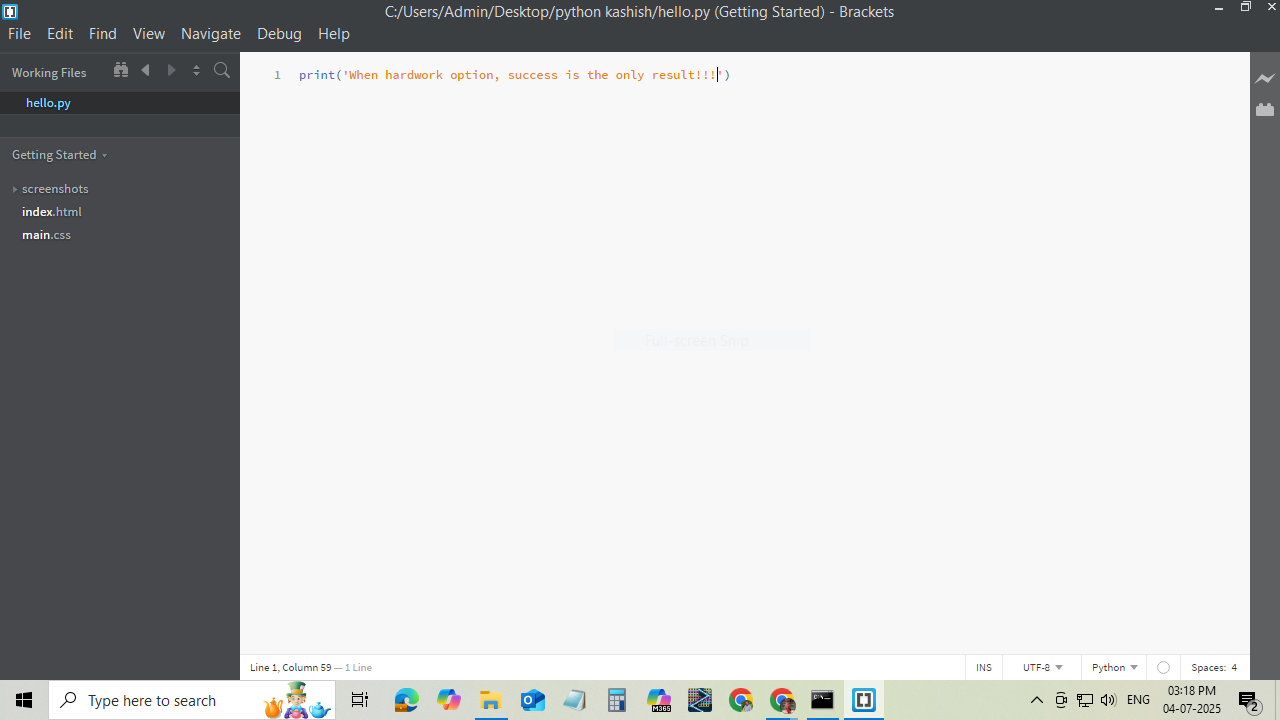 C:/Users/Admin/Desktop/python kashish/hello.py (Getting Started) - Brackets
File Edit Find View Navigate Debug Help
Working Files
hello.py
Getting Started
screenshots
index.html
main.css
1 print('When hardwork option, success is the only result!!!')
Full-screen Snip
Line 1, Column 59 — 1 Line
INS UTF-8 Python Spaces: 4
Type here to search
M365
ENG
03:18 PM
04-07-2025
2